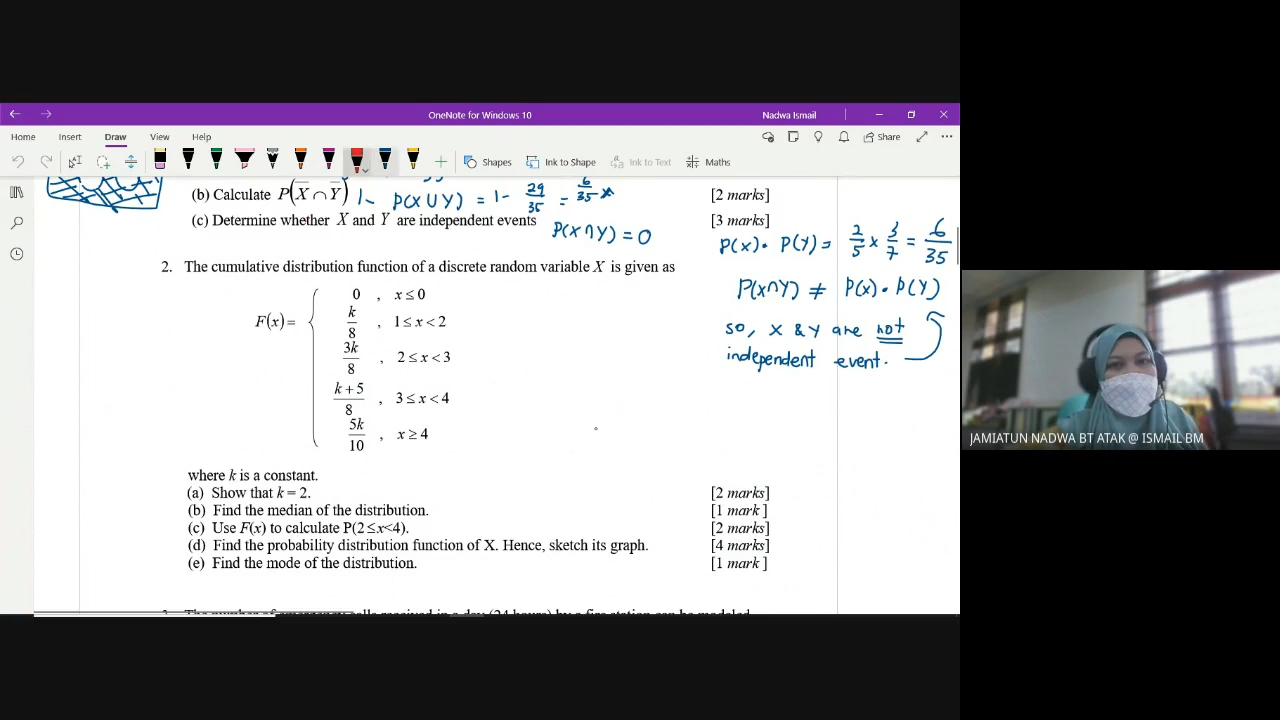 OneNote for Windows 10
Nadwa Ismail
Home Insert Draw View Help
Share
Shapes Ink to Shape Ink to Text Maths
(b) Calculate P(X̅ ∩ Y̅) 1- P(X∪Y) = 1- 29/35 = 6/35 [2 marks]
(c) Determine whether X and Y are independent events [3 marks]
P(X∩Y) = 0
P(X) • P(Y) = 2/5 x 3/7 = 6/35
P(X∩Y) ≠ P(X) • P(Y)
so, X & Y are not
independent event.
2. The cumulative distribution function of a discrete random variable X is given as
F(x) = { 0 , x ≤ 0
k/8 , 1 ≤ x < 2
3k/8 , 2 ≤ x < 3
k+5/8 , 3 ≤ x < 4
5k/10 , x ≥ 4
where k is a constant.
(a) Show that k = 2. [2 marks]
(b) Find the median of the distribution. [1 mark ]
(c) Use F(x) to calculate P(2 ≤x<4). [2 marks]
(d) Find the probability distribution function of X. Hence, sketch its graph. [4 marks]
(e) Find the mode of the distribution. [1 mark ]
JAMIATUN NADWA BT ATAK @ ISMAIL BM